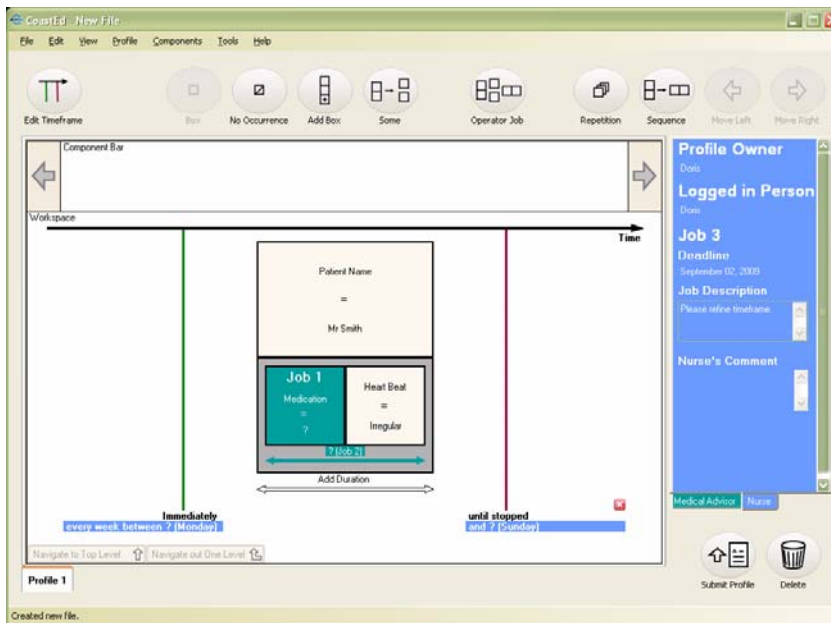 CoastEd - New File
File Edit View Profile Components Tools Help
Edit Timeframe Box No Occurrence Add Box Some Operator Job Repetition Sequence Move Left Move Right
Component Bar
Workspace
Time
Patient Name
=
Mr Smith
Job 1
Medication
=
?
Heart Beat
=
Irregular
? (Job 2)
Add Duration
Immediately
every week between ? (Monday)
until stopped
and ? (Sunday)
Navigate to Top Level Navigate out One Level
Profile 1
Created new file.
Profile Owner
Doris
Logged in Person
Doris
Job 3
Deadline
September 02, 2009
Job Description
Please refine timeframe.
Nurse's Comment
Medical Advisor Nurse
Submit Profile Delete